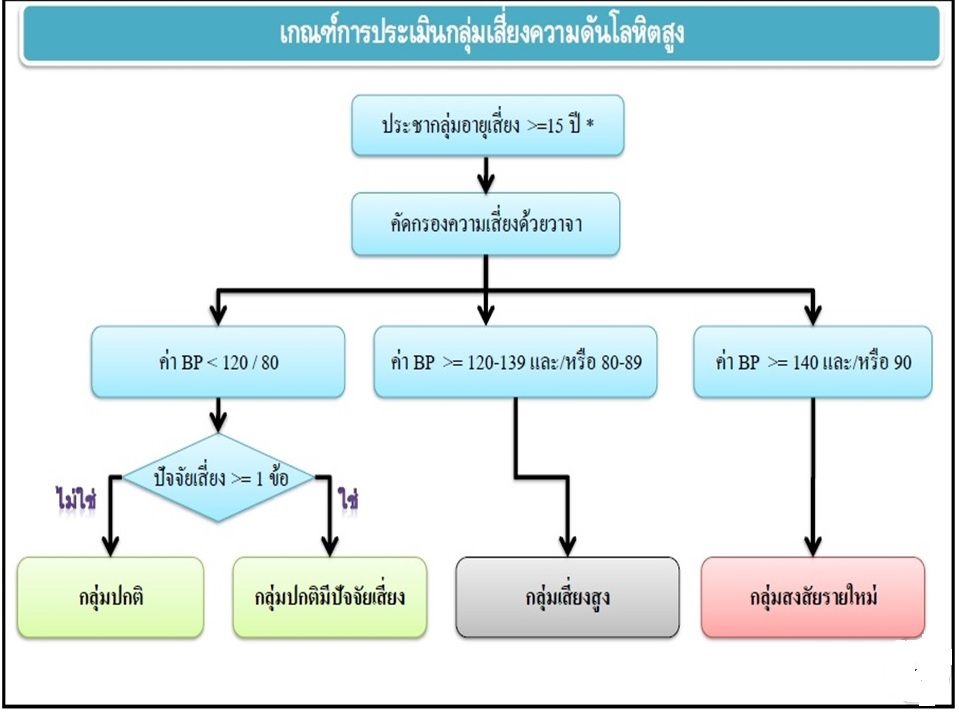 เกณฑ์การประเมินกลุ่มเสี่ยงความดันโลหิตสูง
ประชากลุ่มอายุเสี่ยง >=15 ปี *
คัดกรองความเสี่ยงด้วยวาจา
ค่า BP < 120 / 80
ค่า BP >= 120-139 และ/หรือ 80-89
ค่า BP >= 140 และ/หรือ 90
ปัจจัยเสี่ยง >= 1 ข้อ
ไม่ใช่
ใช่
กลุ่มปกติ
กลุ่มปกติมีปัจจัยเสี่ยง
กลุ่มเสี่ยงสูง
กลุ่มสงสัยรายใหม่